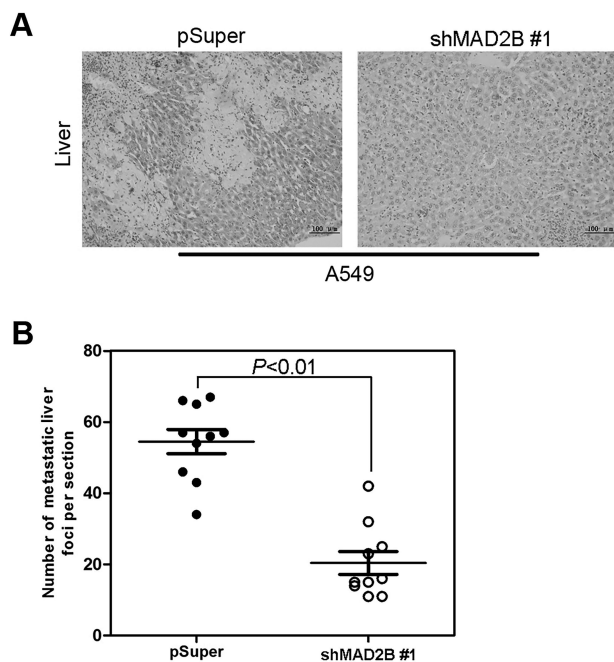 A
pSuper
shMAD2B #1
Liver
100 μm
100 μm
A549
B
Number of metastatic liver
foci per section
80
60
40
20
0
P<0.01
pSuper
shMAD2B #1